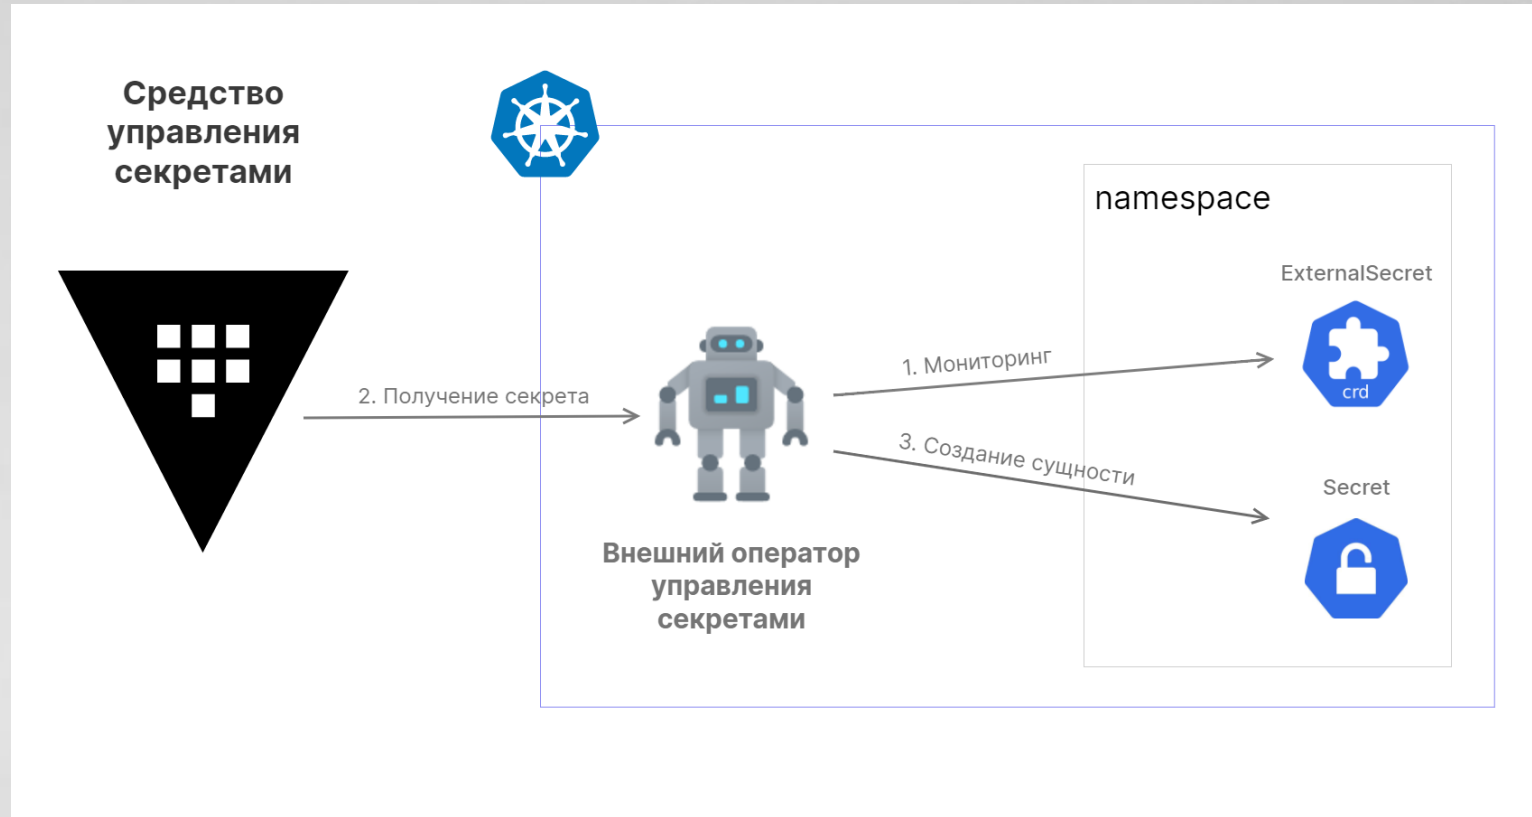 Средство
управления
секретами
namespace
ExternalSecret
1. Мониторинг
crd
2. Получение секрета
3. Создание сущности
Secret
Внешний оператор
управления
секретами